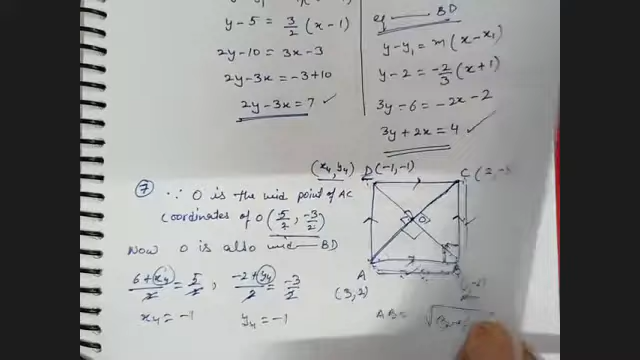 y-5 = 3/2 (x-1)
2y-10 = 3x-3
2y-3x = -3+10
2y-3x = 7 ✓
eq BD
y-y₁ = m(x-x₁)
y-2 = -2/3 (x+1)
3y-6 = -2x-2
3y+2x = 4 ✓
(x₄, y₄) D(-1,-1) C(2,
⑦ ∵ O is the mid point of AC
Coordinates of O (5/2, -3/2)
O
Now O is also mid BD
6+x₄/2 = 5/2, -2+y₄/2 = -3/2
A
(3,2)
x₄ = -1 y₄ = -1
AB =